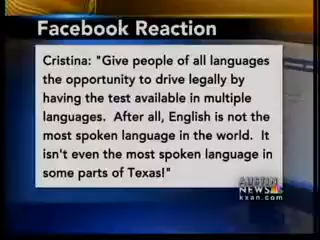 Facebook Reaction
Cristina: "Give people of all languages
the opportunity to drive legally by
having the test available in multiple
languages. After all, English is not the
most spoken language in the world. It
isn't even the most spoken language in
some parts of Texas!"
AUSTIN
NEWS
kxan.com